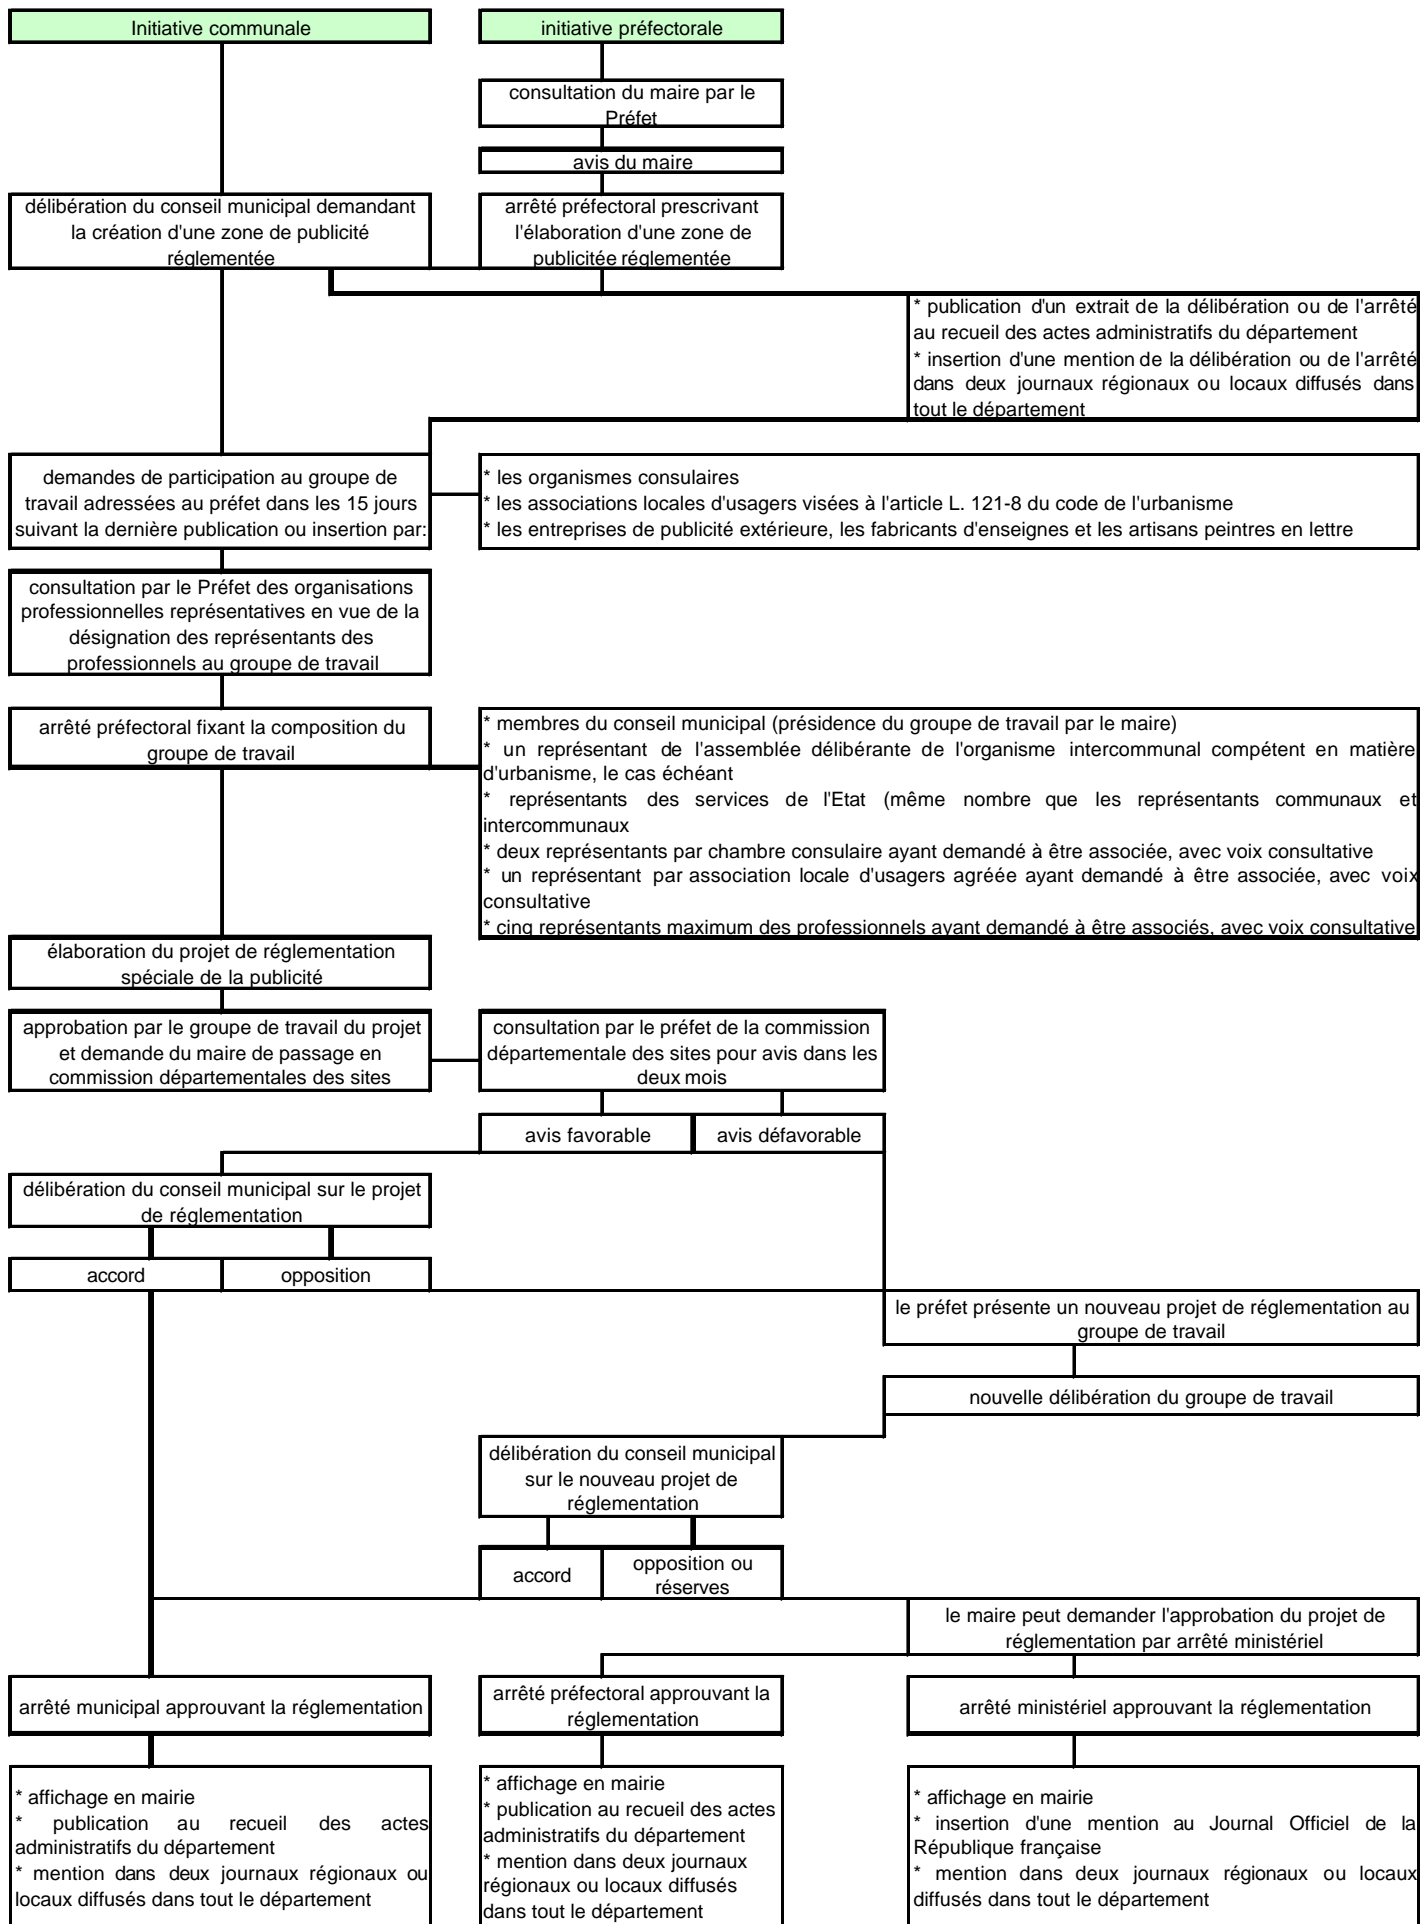 Initiative communale
initiative préfectorale
consultation du maire par le
Préfet
avis du maire
délibération du conseil municipal demandant
la création d'une zone de publicité
réglementée
arrêté préfectoral prescrivant
l'élaboration d'une zone de
publicitée réglementée
* publication d'un extrait de la délibération ou de l'arrêté
au recueil des actes administratifs du département
* insertion d'une mention de la délibération ou de l'arrêté
dans deux journaux régionaux ou locaux diffusés dans
tout le département
demandes de participation au groupe de
travail adressées au préfet dans les 15 jours
suivant la dernière publication ou insertion par:
* les organismes consulaires
* les associations locales d'usagers visées à l'article L. 121-8 du code de l'urbanisme
* les entreprises de publicité extérieure, les fabricants d'enseignes et les artisans peintres en lettre
consultation par le Préfet des organisations
professionnelles représentatives en vue de la
désignation des représentants des
professionnels au groupe de travail
arrêté préfectoral fixant la composition du
groupe de travail
* membres du conseil municipal (présidence du groupe de travail par le maire)
* un représentant de l'assemblée délibérante de l'organisme intercommunal compétent en matière
d'urbanisme, le cas échéant
* représentants des services de l'Etat (même nombre que les représentants communaux et
intercommunaux
* deux représentants par chambre consulaire ayant demandé à être associée, avec voix consultative
* un représentant par association locale d'usagers agréée ayant demandé à être associée, avec voix
consultative
* cinq représentants maximum des professionnels ayant demandé à être associés, avec voix consultative
élaboration du projet de réglementation
spéciale de la publicité
approbation par le groupe de travail du projet
et demande du maire de passage en
commission départementales des sites
consultation par le préfet de la commission
départementale des sites pour avis dans les
deux mois
avis favorable
avis défavorable
délibération du conseil municipal sur le projet
de réglementation
accord
opposition
le préfet présente un nouveau projet de réglementation au
groupe de travail
nouvelle délibération du groupe de travail
délibération du conseil municipal
sur le nouveau projet de
réglementation
accord
opposition ou
réserves
le maire peut demander l'approbation du projet de
réglementation par arrêté ministériel
arrêté municipal approuvant la réglementation
arrêté préfectoral approuvant la
réglementation
arrêté ministériel approuvant la réglementation
* affichage en mairie
* publication au recueil des actes
administratifs du département
* mention dans deux journaux régionaux ou
locaux diffusés dans tout le département
* affichage en mairie
* publication au recueil des actes
administratifs du département
* mention dans deux journaux
régionaux ou locaux diffusés
dans tout le département
* affichage en mairie
* insertion d'une mention au Journal Officiel de la
République française
* mention dans deux journaux régionaux ou locaux
diffusés dans tout le département